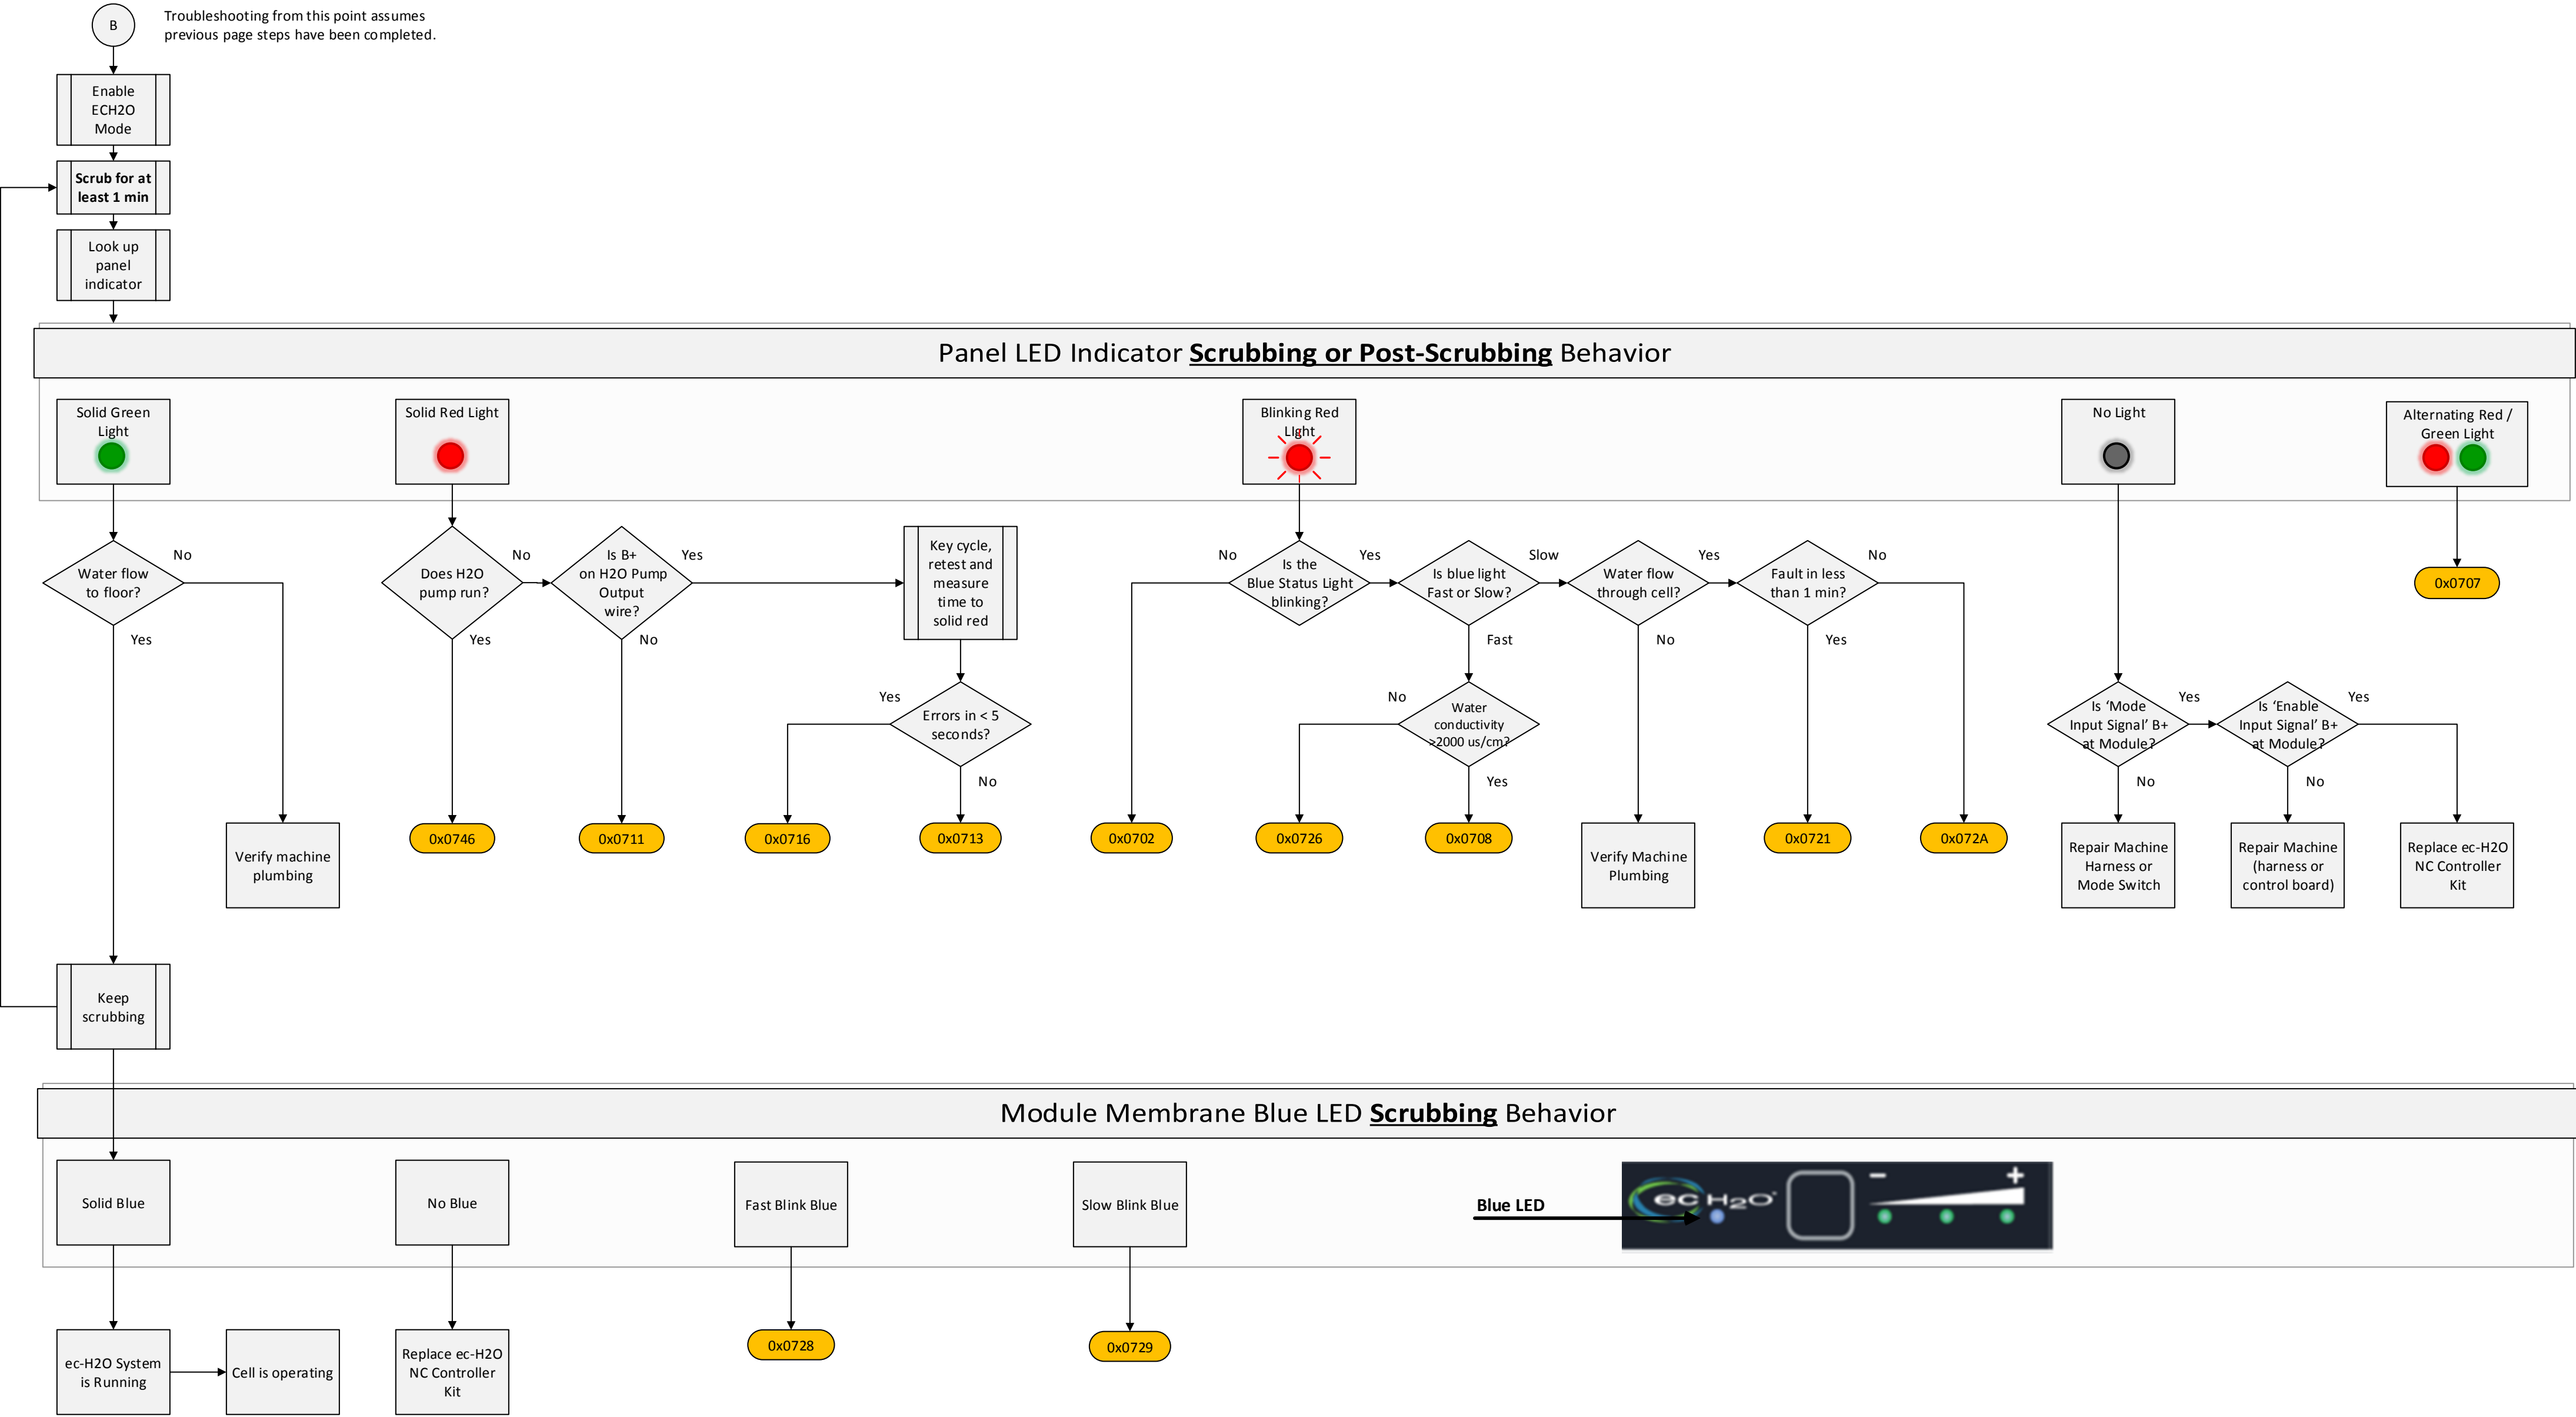 B
Troubleshooting from this point assumes
previous page steps have been completed.
Enable
ECH2O
Mode
Scrub for at
least 1 min
Look up
panel
indicator
Panel LED Indicator Scrubbing or Post-Scrubbing Behavior
Solid Green
Light
Solid Red Light
Blinking Red
LIght
No Light
Alternating Red /
Green Light
Water flow
to floor?
No
Yes
Does H2O
pump run?
No
Yes
Is B+
on H2O Pump
Output
wire?
Yes
No
Key cycle,
retest and
measure
time to
solid red
Errors in < 5
seconds?
Yes
No
Is the
Blue Status Light
blinking?
No
Yes
Is blue light
Fast or Slow?
Slow
Fast
Water
conductivity
>2000 us/cm?
No
Yes
Water flow
through cell?
Yes
No
Fault in less
than 1 min?
No
Yes
Is ‘Mode
Input Signal’ B+
at Module?
Yes
No
Is ‘Enable
Input Signal’ B+
at Module?
Yes
No
0x0707
Verify machine
plumbing
0x0746
0x0711
0x0716
0x0713
0x0702
0x0726
0x0708
Verify Machine
Plumbing
0x0721
0x072A
Repair Machine
Harness or
Mode Switch
Repair Machine
(harness or
control board)
Replace ec-H2O
NC Controller
Kit
Keep
scrubbing
Module Membrane Blue LED Scrubbing Behavior
Solid Blue
No Blue
Fast Blink Blue
Slow Blink Blue
Blue LED
ec H2O
− +
ec-H2O System
is Running
Cell is operating
Replace ec-H2O
NC Controller
Kit
0x0728
0x0729